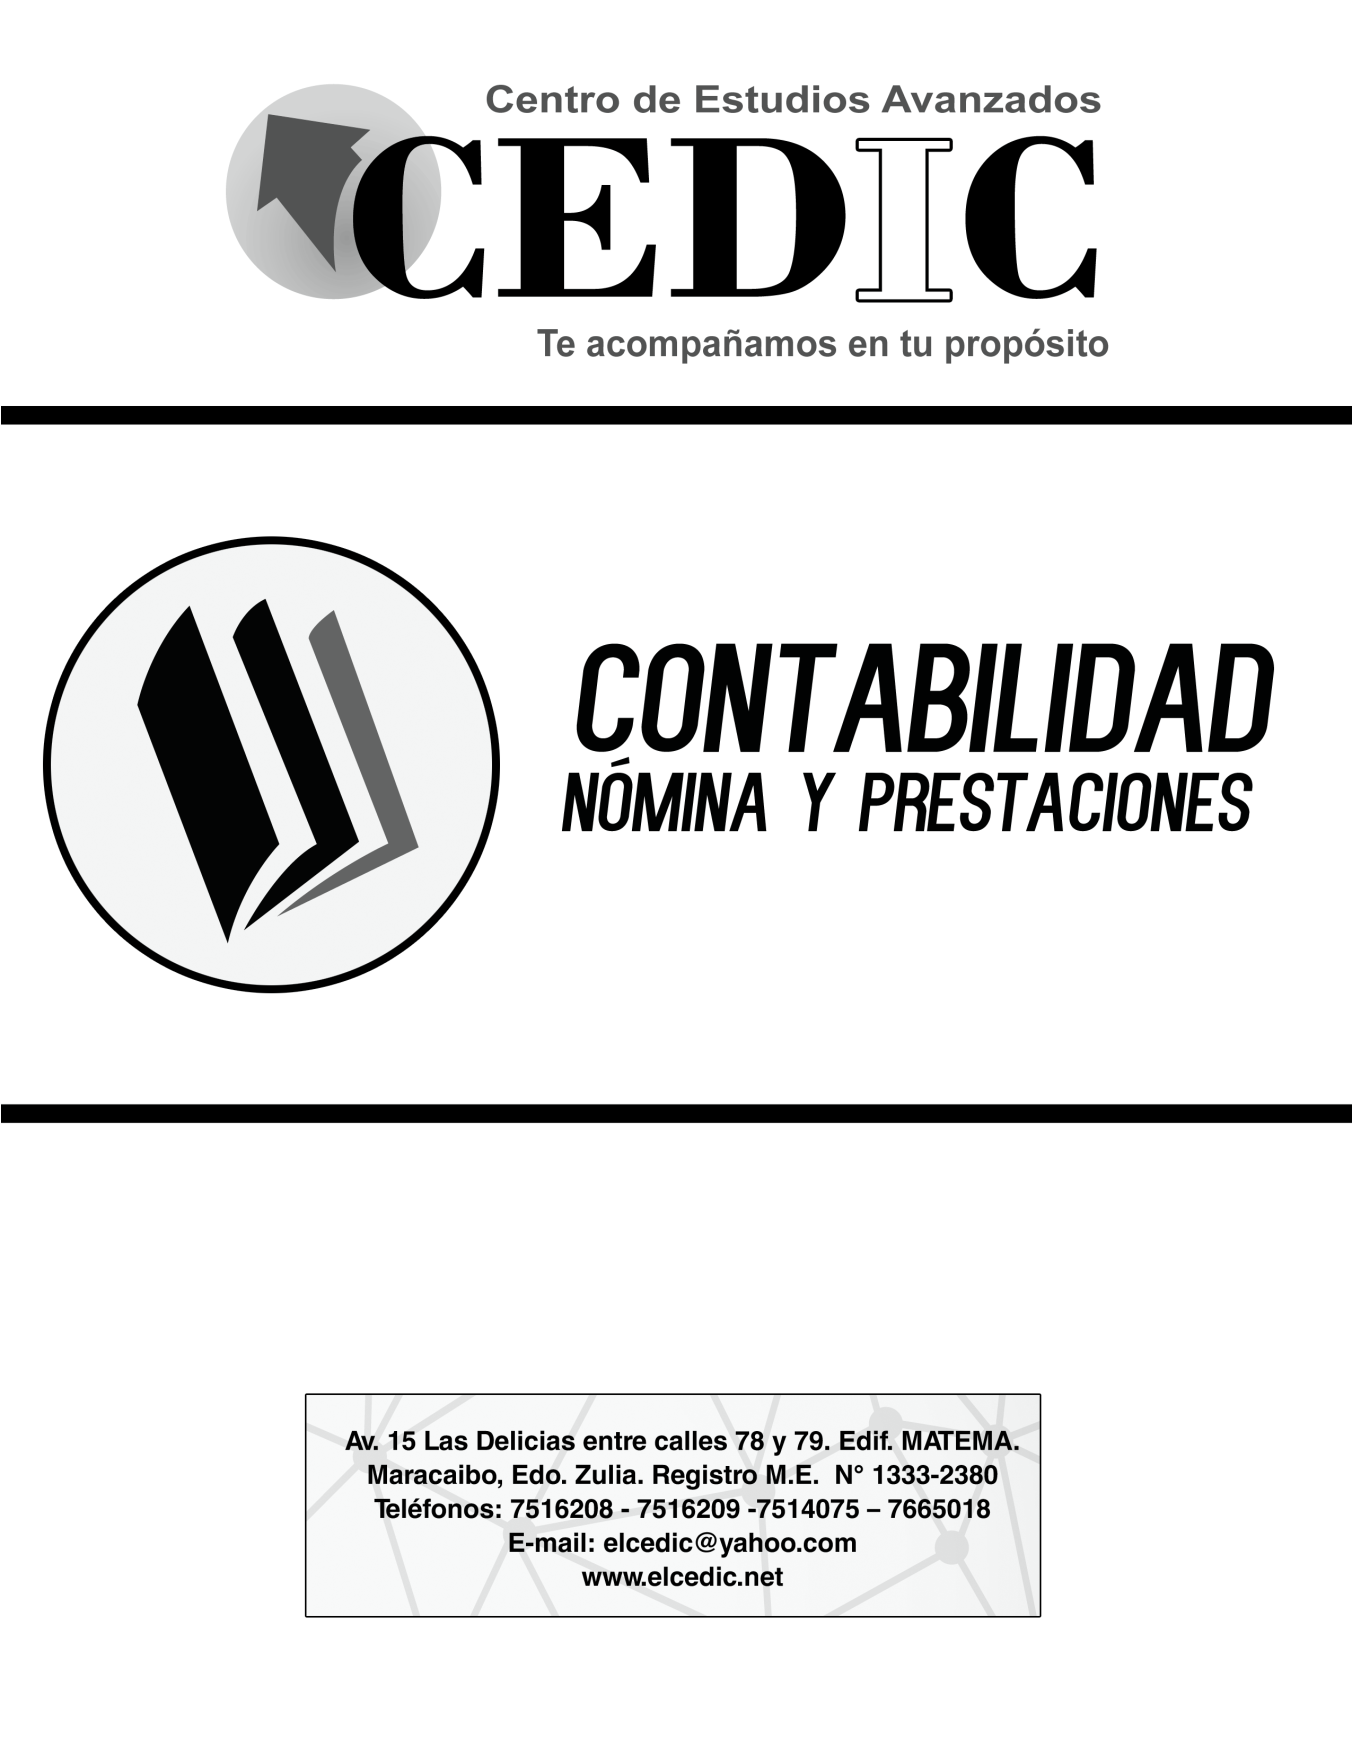 Centro de Estudios Avanzados
CEDIC
Te acompañamos en tu propósito
CONTABILIDAD
NÓMINA Y PRESTACIONES
Av. 15 Las Delicias entre calles 78 y 79. Edif. MATEMA.
Maracaibo, Edo. Zulia. Registro M.E. N° 1333-2380
Teléfonos: 7516208 - 7516209 -7514075 – 7665018
E-mail: elcedic@yahoo.com
www.elcedic.net